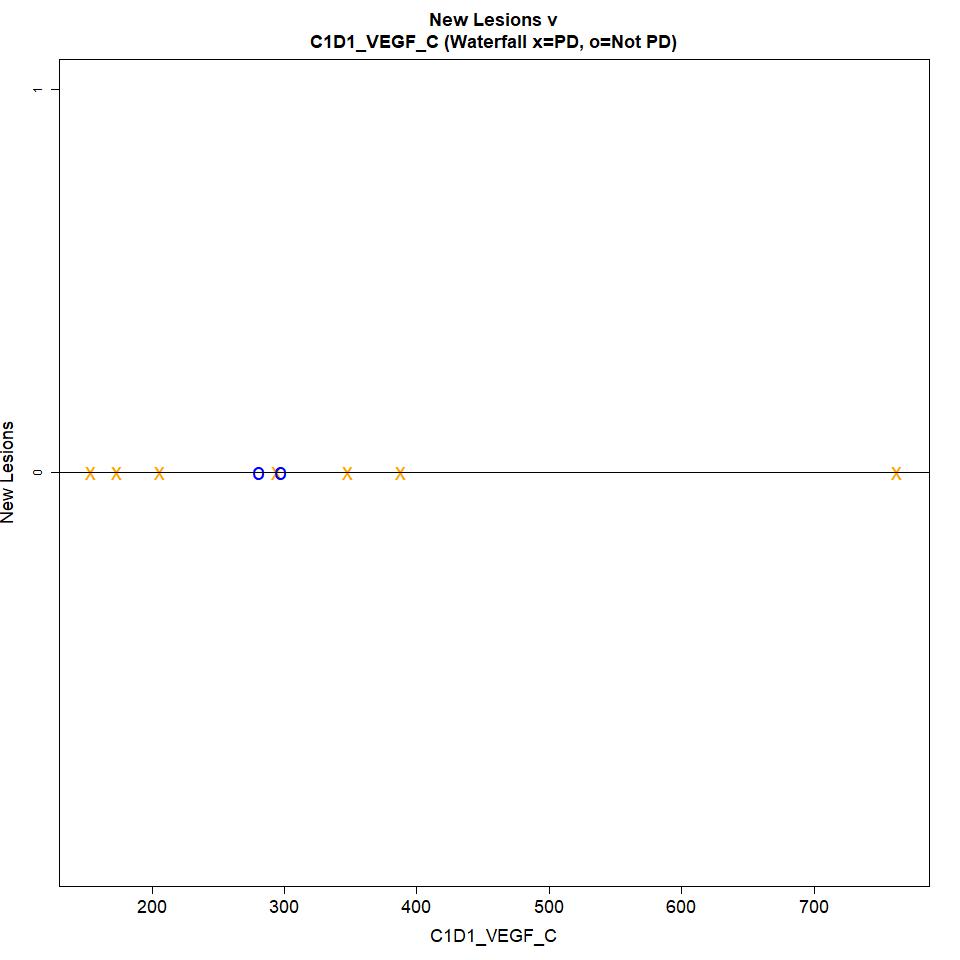 New Lesions v
C1D1_VEGF_C (Waterfall x=PD, o=Not PD)
1
0
New Lesions
x x x o x o x x x
200 300 400 500 600 700
C1D1_VEGF_C